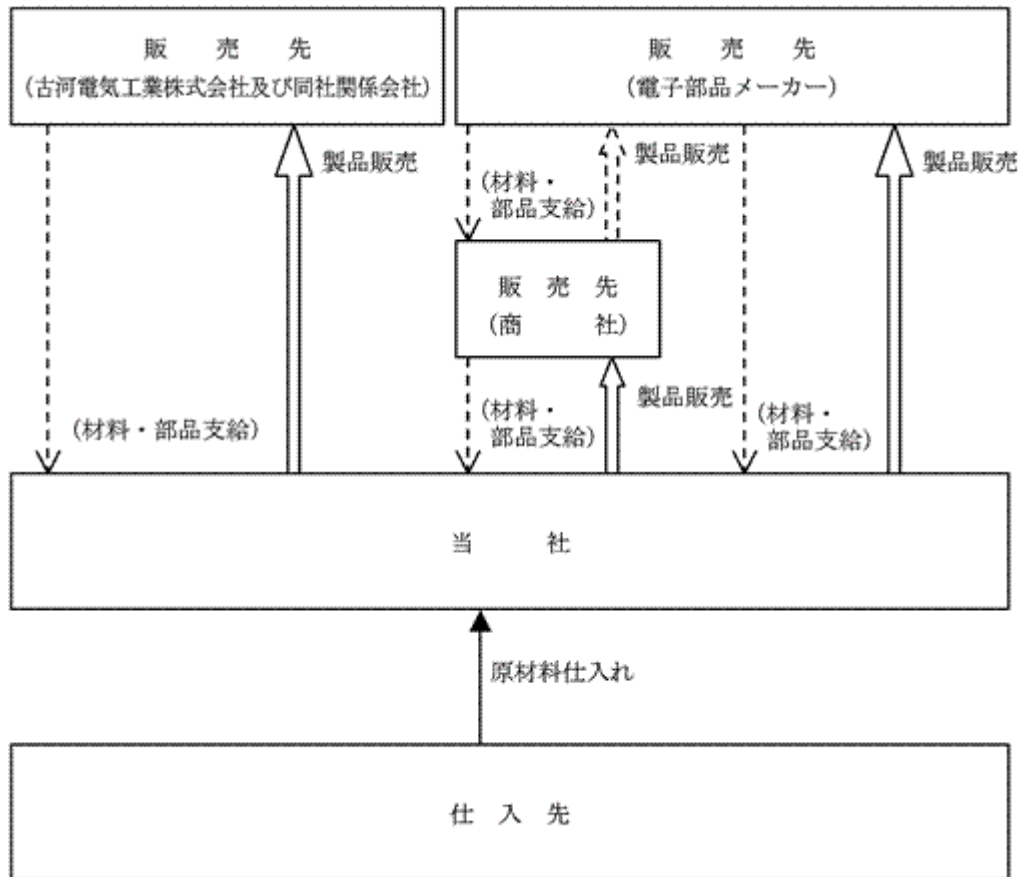 販 売 先
(古河電気工業株式会社及び同社関係会社)
販 売 先
(電子部品メーカー)
製品販売
(材料・
部品支給)
製品販売
製品販売
販 売 先
(商 社)
(材料・部品支給)
(材料・
部品支給)
製品販売
(材料・
部品支給)
当 社
原材料仕入れ
仕 入 先